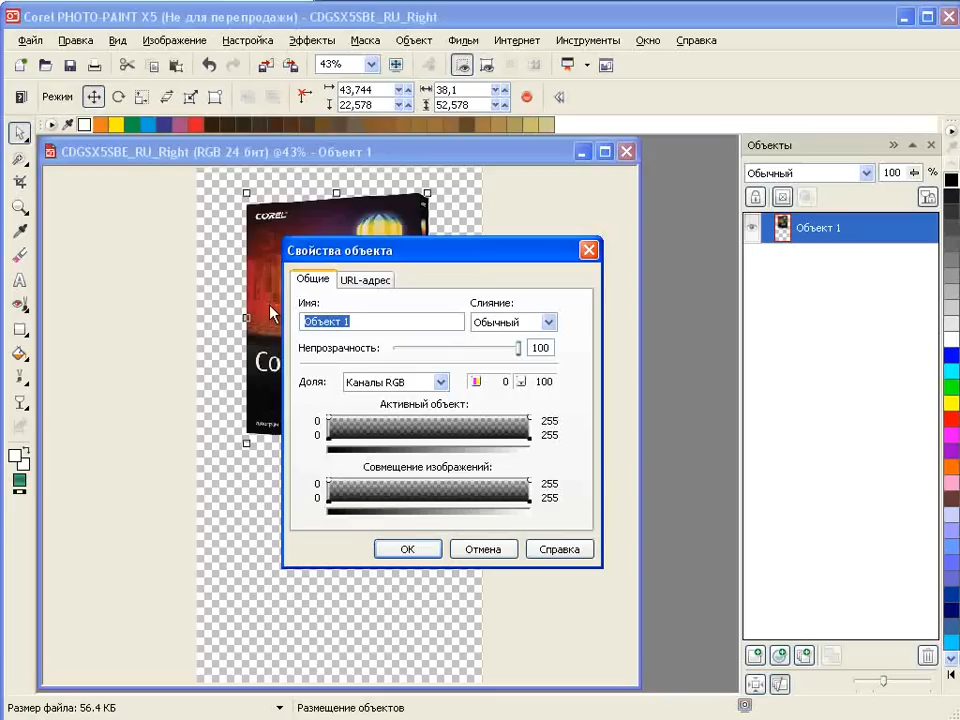 Corel PHOTO-PAINT X5 (Не для перепродажи) - CDGSX5SBE_RU_Right
Файл Правка Вид Изображение Настройка Эффекты Маска Объект Фильм Интернет Инструменты Окно Справка
43%
Режим 43,744 38,1
22,578 52,578
CDGSX5SBE_RU_Right (RGB 24 бит) @43% - Объект 1
Объекты
Обычный 100 %
Объект 1
COREL
Co
Свойства объекта
Общие URL-адрес
Имя: Слияние:
Объект 1 Обычный
Непрозрачность: 100
Доля: Каналы RGB 0 100
Активный объект:
0 255
0 255
Совмещение изображений:
0 255
0 255
OK Отмена Справка
Размер файла: 56.4 КБ Размещение объектов